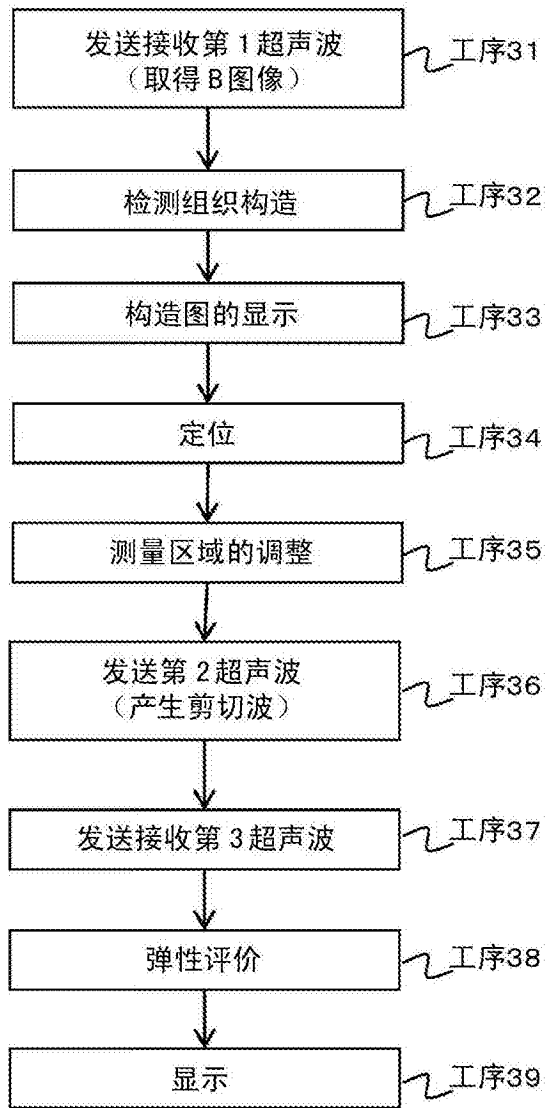 发送接收第1超声波
（取得B图像）
工序31
检测组织构造
工序32
构造图的显示
工序33
定位
工序34
测量区域的调整
工序35
发送第2超声波
（产生剪切波）
工序36
发送接收第3超声波
工序37
弹性评价
工序38
显示
工序39